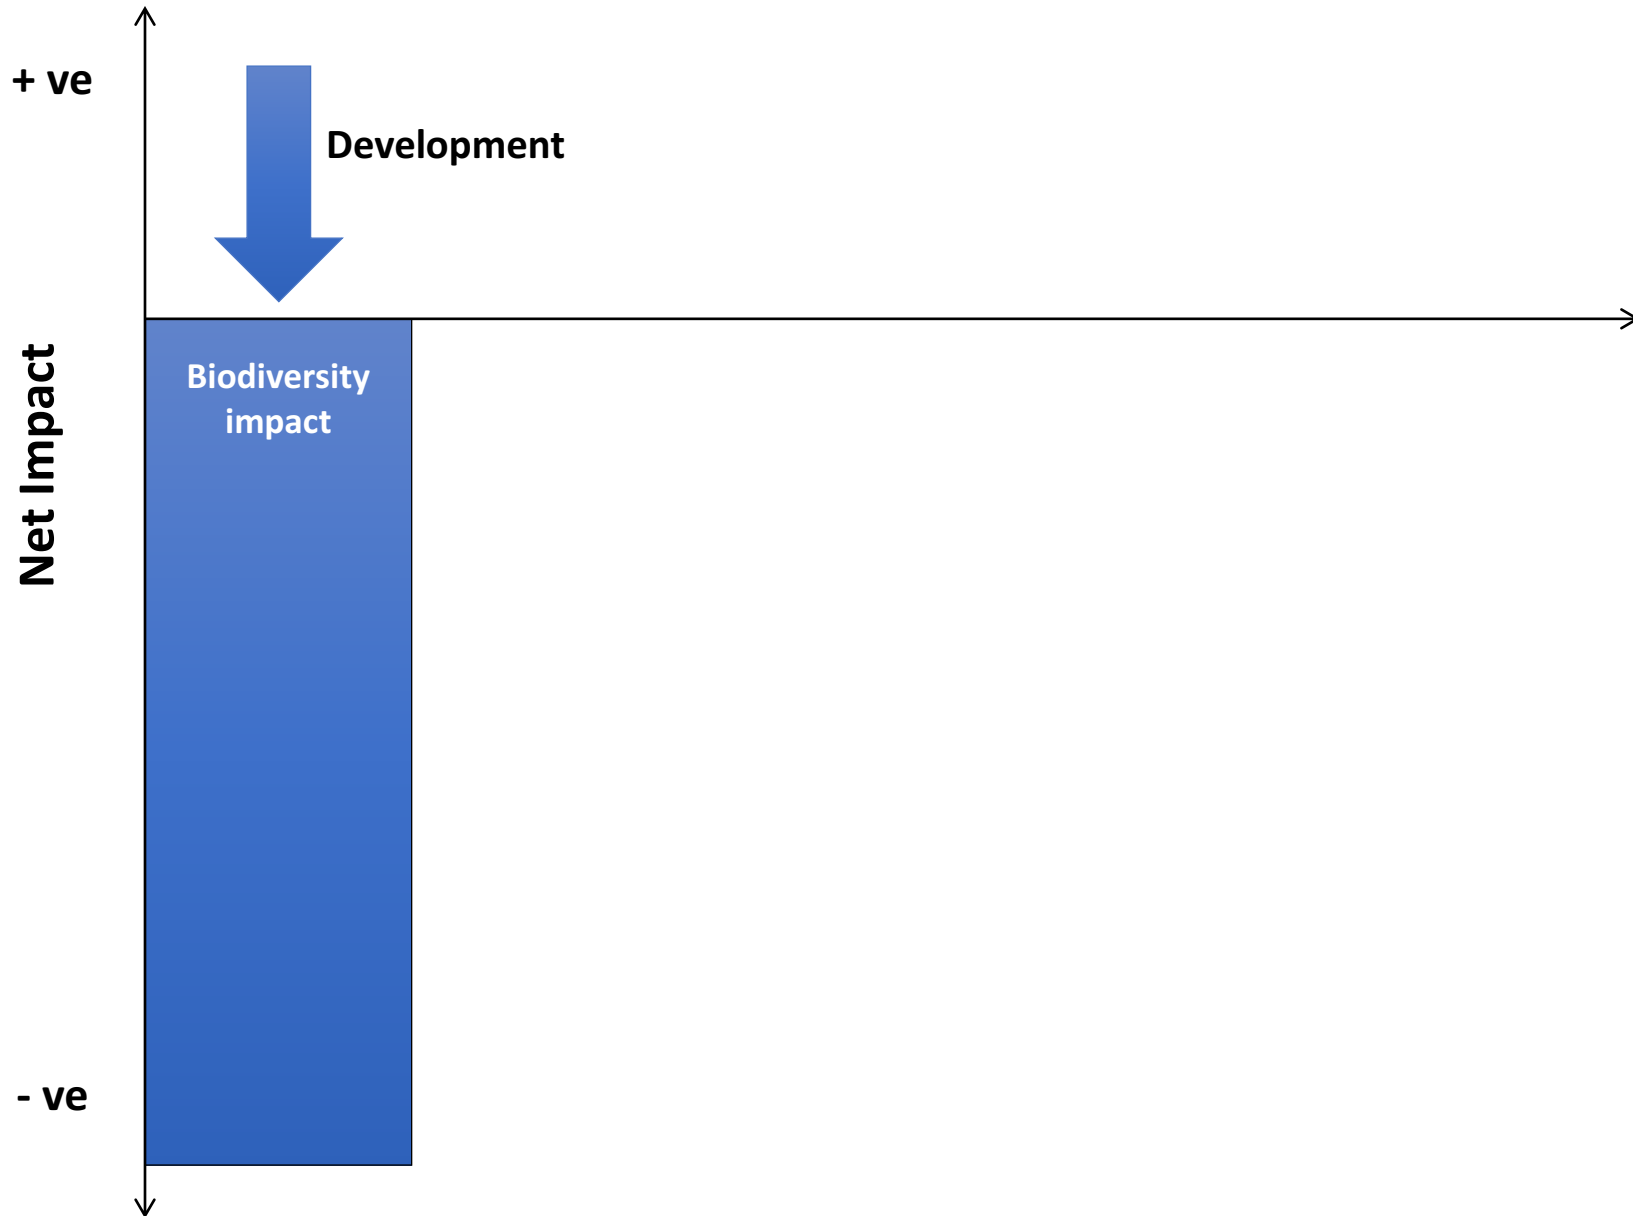 + ve
Development
Biodiversity
impact
Net Impact
- ve